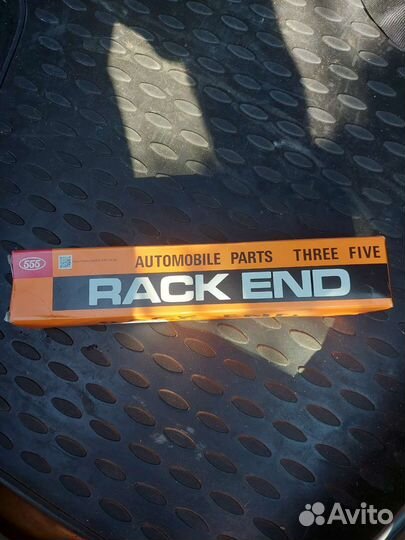 555
AUTOMOBILE PARTS THREE FIVE
RACK END
Avito